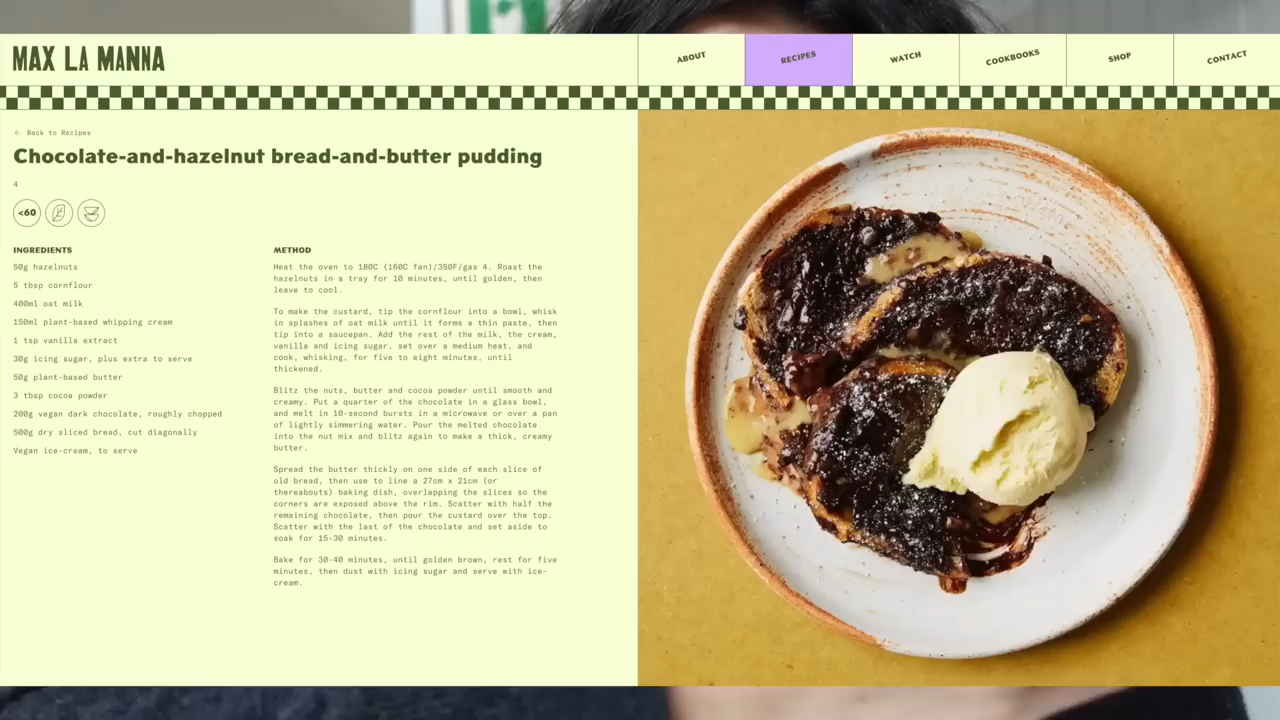 MAX LA MANNA
ABOUT
RECIPES
WATCH
COOKBOOKS
SHOP
CONTACT
← Back to Recipes
Chocolate-and-hazelnut bread-and-butter pudding
4
<60
INGREDIENTS
50g hazelnuts
5 tbsp cornflour
400ml oat milk
150ml plant-based whipping cream
1 tsp vanilla extract
30g icing sugar, plus extra to serve
50g plant-based butter
3 tbsp cocoa powder
200g vegan dark chocolate, roughly chopped
500g dry sliced bread, cut diagonally
Vegan ice-cream, to serve
METHOD
Heat the oven to 180C (160C fan)/350F/gas 4. Roast the
hazelnuts in a tray for 10 minutes, until golden, then
leave to cool.
To make the custard, tip the cornflour into a bowl, whisk
in splashes of oat milk until it forms a thin paste, then
tip into a saucepan. Add the rest of the milk, the cream,
vanilla and icing sugar, set over a medium heat, and
cook, whisking, for five to eight minutes, until
thickened.
Blitz the nuts, butter and cocoa powder until smooth and
creamy. Put a quarter of the chocolate in a glass bowl,
and melt in 10-second bursts in a microwave or over a pan
of lightly simmering water. Pour the melted chocolate
into the nut mix and blitz again to make a thick, creamy
butter.
Spread the butter thickly on one side of each slice of
old bread, then use to line a 27cm x 21cm (or
thereabouts) baking dish, overlapping the slices so the
corners are exposed above the rim. Scatter with half the
remaining chocolate, then pour the custard over the top.
Scatter with the last of the chocolate and set aside to
soak for 15-30 minutes.
Bake for 30-40 minutes, until golden brown, rest for five
minutes, then dust with icing sugar and serve with ice-
cream.